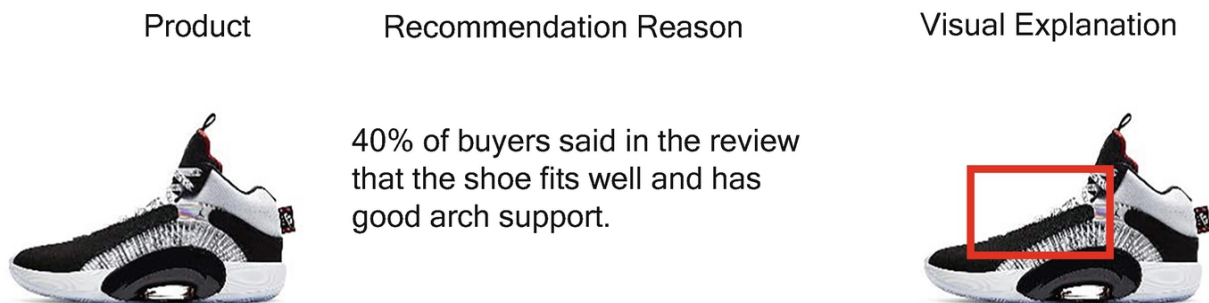 Product
Recommendation Reason
Visual Explanation
40% of buyers said in the review
that the shoe fits well and has
good arch support.